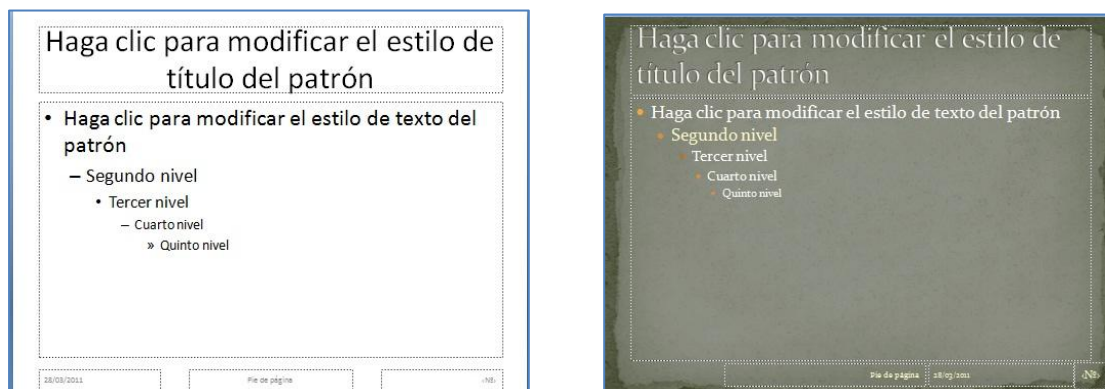 Haga clic para modificar el estilo de
título del patrón
• Haga clic para modificar el estilo de texto del
patrón
– Segundo nivel
• Tercer nivel
– Cuarto nivel
» Quinto nivel
28/03/2011
Pie de página
‹Nº›
Haga clic para modificar el estilo de
título del patrón
• Haga clic para modificar el estilo de texto del patrón
• Segundo nivel
• Tercer nivel
• Cuarto nivel
• Quinto nivel
Pie de página
28/03/2011
‹Nº›